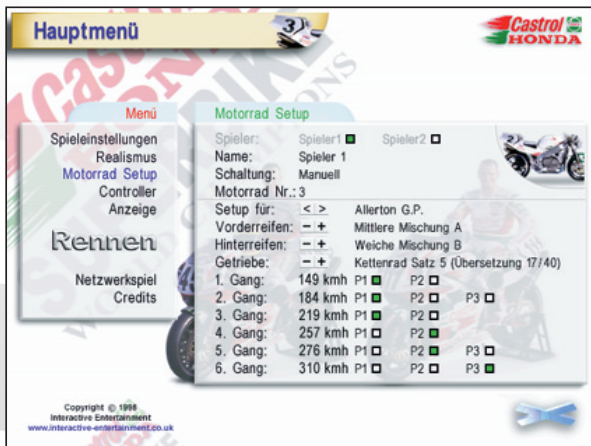 Hauptmenü
3
Castrol
HONDA
Menü
Spieleinstellungen
Realismus
Motorrad Setup
Controller
Anzeige
Rennen
Netzwerkspiel
Credits
Motorrad Setup
Spieler: Spieler1 Spieler2
Name: Spieler 1
Schaltung: Manuell
Motorrad Nr.: 3
Setup für: < > Allerton G.P.
Vorderreifen: - + Mittlere Mischung A
Hinterreifen: - + Weiche Mischung B
Getriebe: - + Kettenrad Satz 5 (Übersetzung 17/40)
1. Gang: 149 kmh P1 P2
2. Gang: 184 kmh P1 P2 P3
3. Gang: 219 kmh P1 P2
4. Gang: 257 kmh P1 P2
5. Gang: 276 kmh P1 P2 P3
6. Gang: 310 kmh P1 P2 P3
Copyright © 1998
Interactive Entertainment
www.interactive-entertainment.co.uk